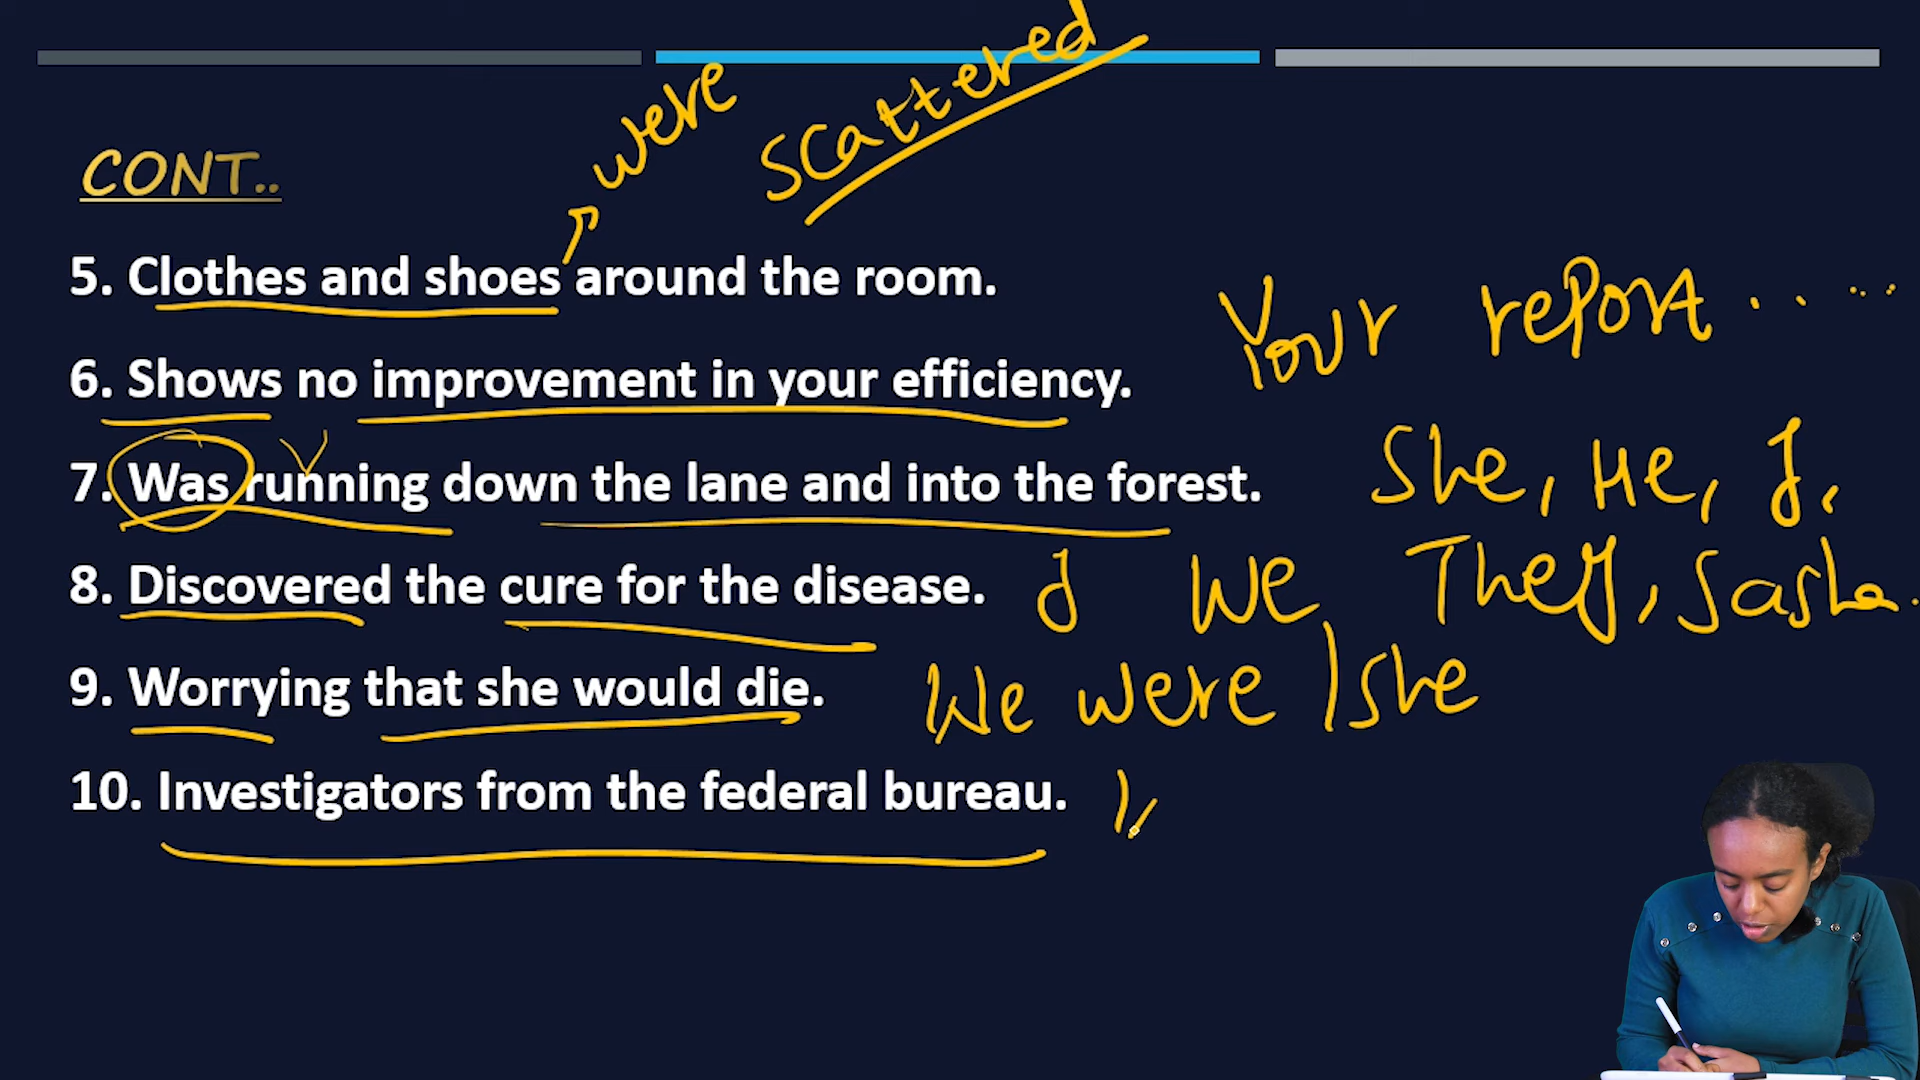 were scattered
CONT..
5. Clothes and shoes around the room.
Your report . . . . .
6. Shows no improvement in your efficiency.
7. Was running down the lane and into the forest.
She, He, I,
8. Discovered the cure for the disease.
I We They, Sasha.
9. Worrying that she would die.
We were / She
10. Investigators from the federal bureau.